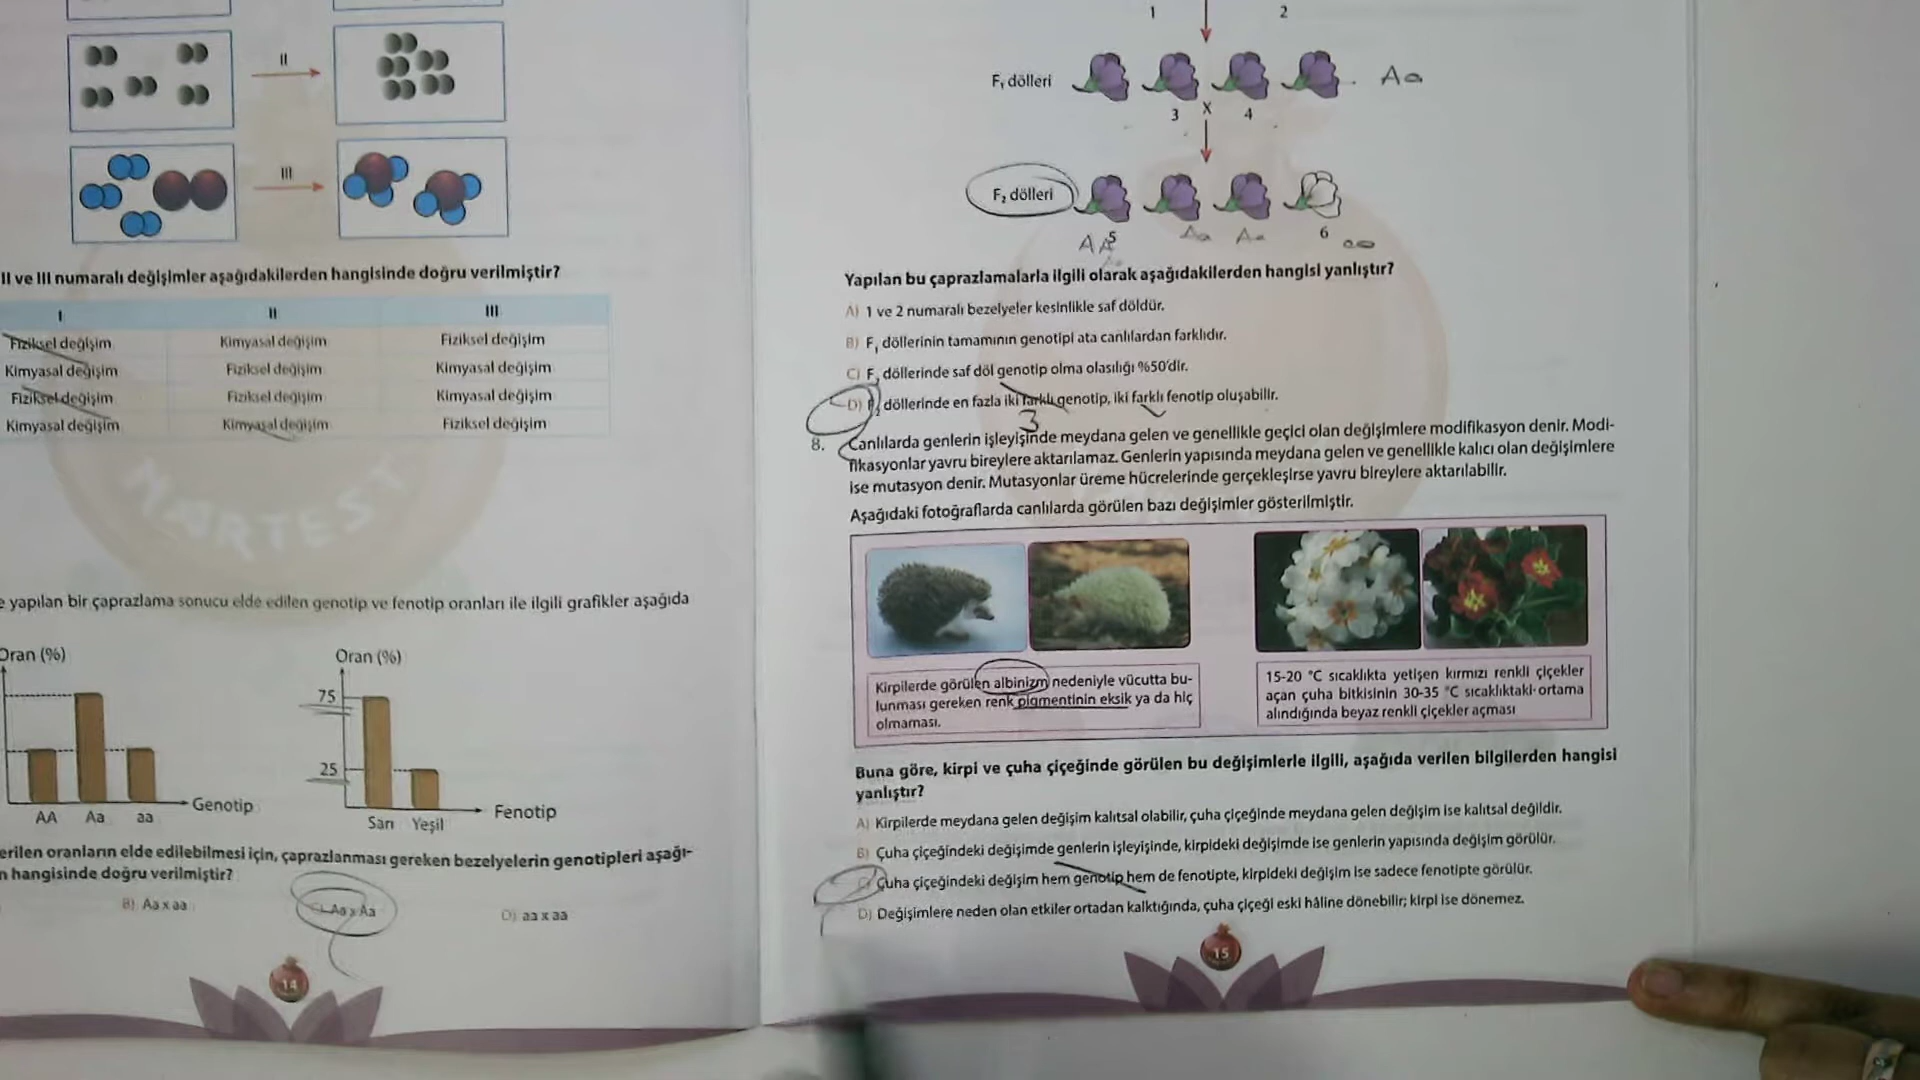 II
III
II ve III numaralı değişimler aşağıdakilerden hangisinde doğru verilmiştir?
I II III
Fiziksel değişim Kimyasal değişim Fiziksel değişim
Kimyasal değişim Fiziksel değişim Kimyasal değişim
Fiziksel değişim Fiziksel değişim Kimyasal değişim
Kimyasal değişim Kimyasal değişim Fiziksel değişim
NARTEST
yapılan bir çaprazlama sonucu elde edilen genotip ve fenotip oranları ile ilgili grafikler aşağıda
Oran (%)
AA Aa aa
Genotip
Oran (%)
75
25
Sarı Yeşil
Fenotip
erilen oranların elde edilebilmesi için, çaprazlanması gereken bezelyelerin genotipleri aşağı-
n hangisinde doğru verilmiştir?
B) Aa x aa Aa x Aa D) aa x aa
14
1 2
F₁ dölleri Aa
3 X 4
F₂ dölleri
5 6
AA Aa Aa aa
Yapılan bu çaprazlamalarla ilgili olarak aşağıdakilerden hangisi yanlıştır?
A) 1 ve 2 numaralı bezelyeler kesinlikle saf döldür.
B) F₁ döllerinin tamamının genotipi ata canlılardan farklıdır.
C) F₂ döllerinde saf döl genotip olma olasılığı %50'dir.
D) F₂ döllerinde en fazla iki farklı genotip, iki farklı fenotip oluşabilir.
3
8. Canlılarda genlerin işleyişinde meydana gelen ve genellikle geçici olan değişimlere modifikasyon denir. Modi-
fikasyonlar yavru bireylere aktarılamaz. Genlerin yapısında meydana gelen ve genellikle kalıcı olan değişimlere
ise mutasyon denir. Mutasyonlar üreme hücrelerinde gerçekleşirse yavru bireylere aktarılabilir.
Aşağıdaki fotoğraflarda canlılarda görülen bazı değişimler gösterilmiştir.
Kirpilerde görülen albinizm nedeniyle vücutta bu-
lunması gereken renk pigmentinin eksik ya da hiç
olmaması.
15-20 °C sıcaklıkta yetişen kırmızı renkli çiçekler
açan çuha bitkisinin 30-35 °C sıcaklıktaki ortama
alındığında beyaz renkli çiçekler açması
Buna göre, kirpi ve çuha çiçeğinde görülen bu değişimlerle ilgili, aşağıda verilen bilgilerden hangisi
yanlıştır?
A) Kirpilerde meydana gelen değişim kalıtsal olabilir, çuha çiçeğinde meydana gelen değişim ise kalıtsal değildir.
B) Çuha çiçeğindeki değişimde genlerin işleyişinde, kirpideki değişimde ise genlerin yapısında değişim görülür.
C) Çuha çiçeğindeki değişim hem genotip hem de fenotipte, kirpideki değişim ise sadece fenotipte görülür.
D) Değişimlere neden olan etkiler ortadan kalktığında, çuha çiçeği eski hâline dönebilir; kirpi ise dönemez.
15